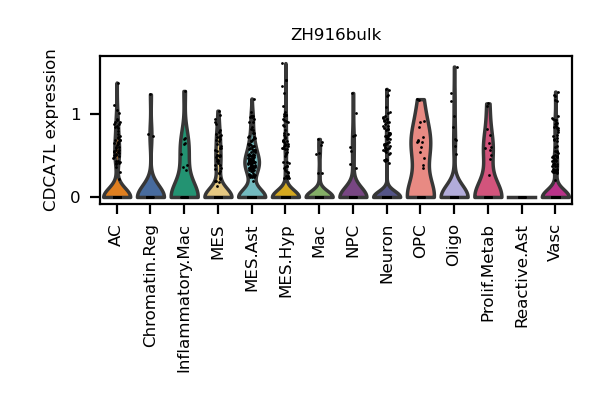 ZH916bulk
CDCA7L expression
1
0
AC
Chromatin.Reg
Inflammatory.Mac
MES
MES.Ast
MES.Hyp
Mac
NPC
Neuron
OPC
Oligo
Prolif.Metab
Reactive.Ast
Vasc